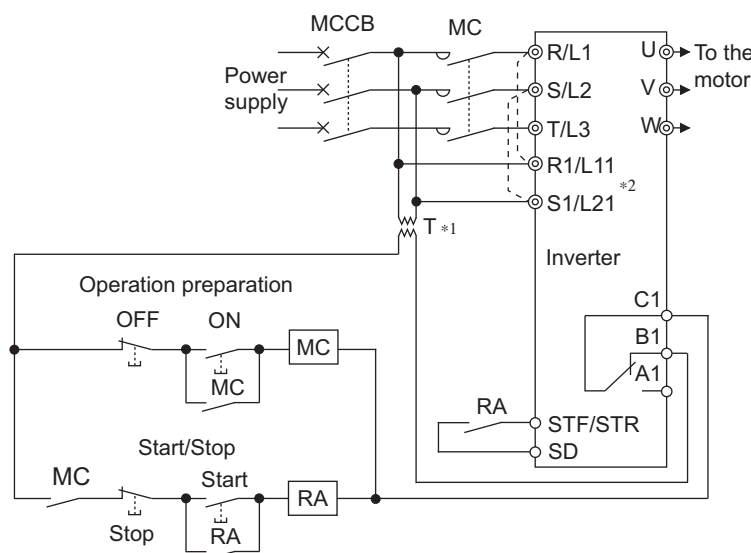 MCCB
MC
Power
supply
R/L1
S/L2
T/L3
R1/L11
S1/L21
*2
U
V
W
To the
motor
T *1
Inverter
Operation preparation
OFF
ON
MC
MC
C1
B1
A1
RA
STF/STR
SD
Start/Stop
MC
Start
RA
Stop
RA